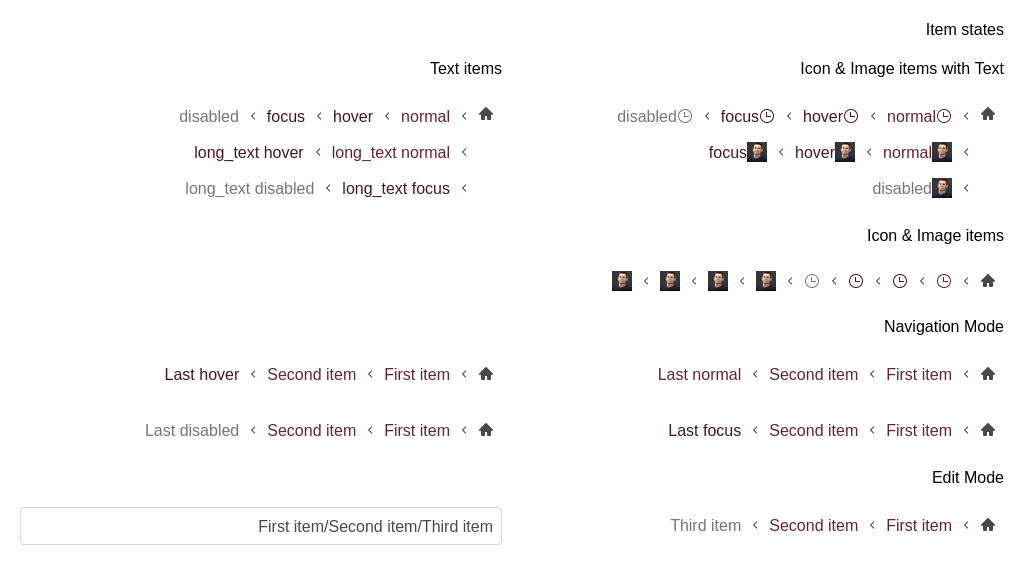 Item states
Text items
Icon & Image items with Text
disabled ‹ focus ‹ hover ‹ normal ‹
disabled ‹ focus ‹ hover ‹ normal ‹
long_text hover ‹ long_text normal ‹
focus ‹ hover ‹ normal ‹
long_text disabled ‹ long_text focus ‹
disabled ‹
Icon & Image items
Navigation Mode
Last hover ‹ Second item ‹ First item ‹
Last normal ‹ Second item ‹ First item ‹
Last disabled ‹ Second item ‹ First item ‹
Last focus ‹ Second item ‹ First item ‹
Edit Mode
First item/Second item/Third item
Third item ‹ Second item ‹ First item ‹